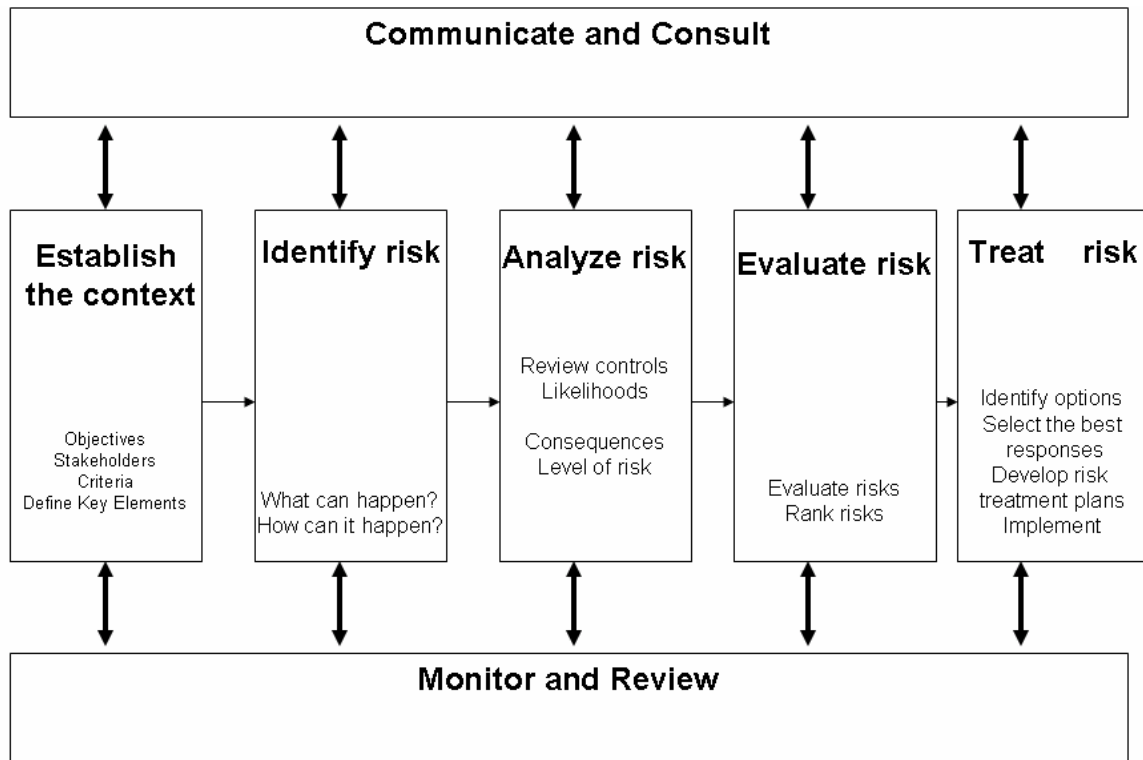 Communicate and Consult
Establish
the context
Objectives
Stakeholders
Criteria
Define Key Elements
Identify risk
What can happen?
How can it happen?
Analyze risk
Review controls
Likelihoods
Consequences
Level of risk
Evaluate risk
Evaluate risks
Rank risks
Treat risk
Identify options
Select the best
responses
Develop risk
treatment plans
Implement
Monitor and Review